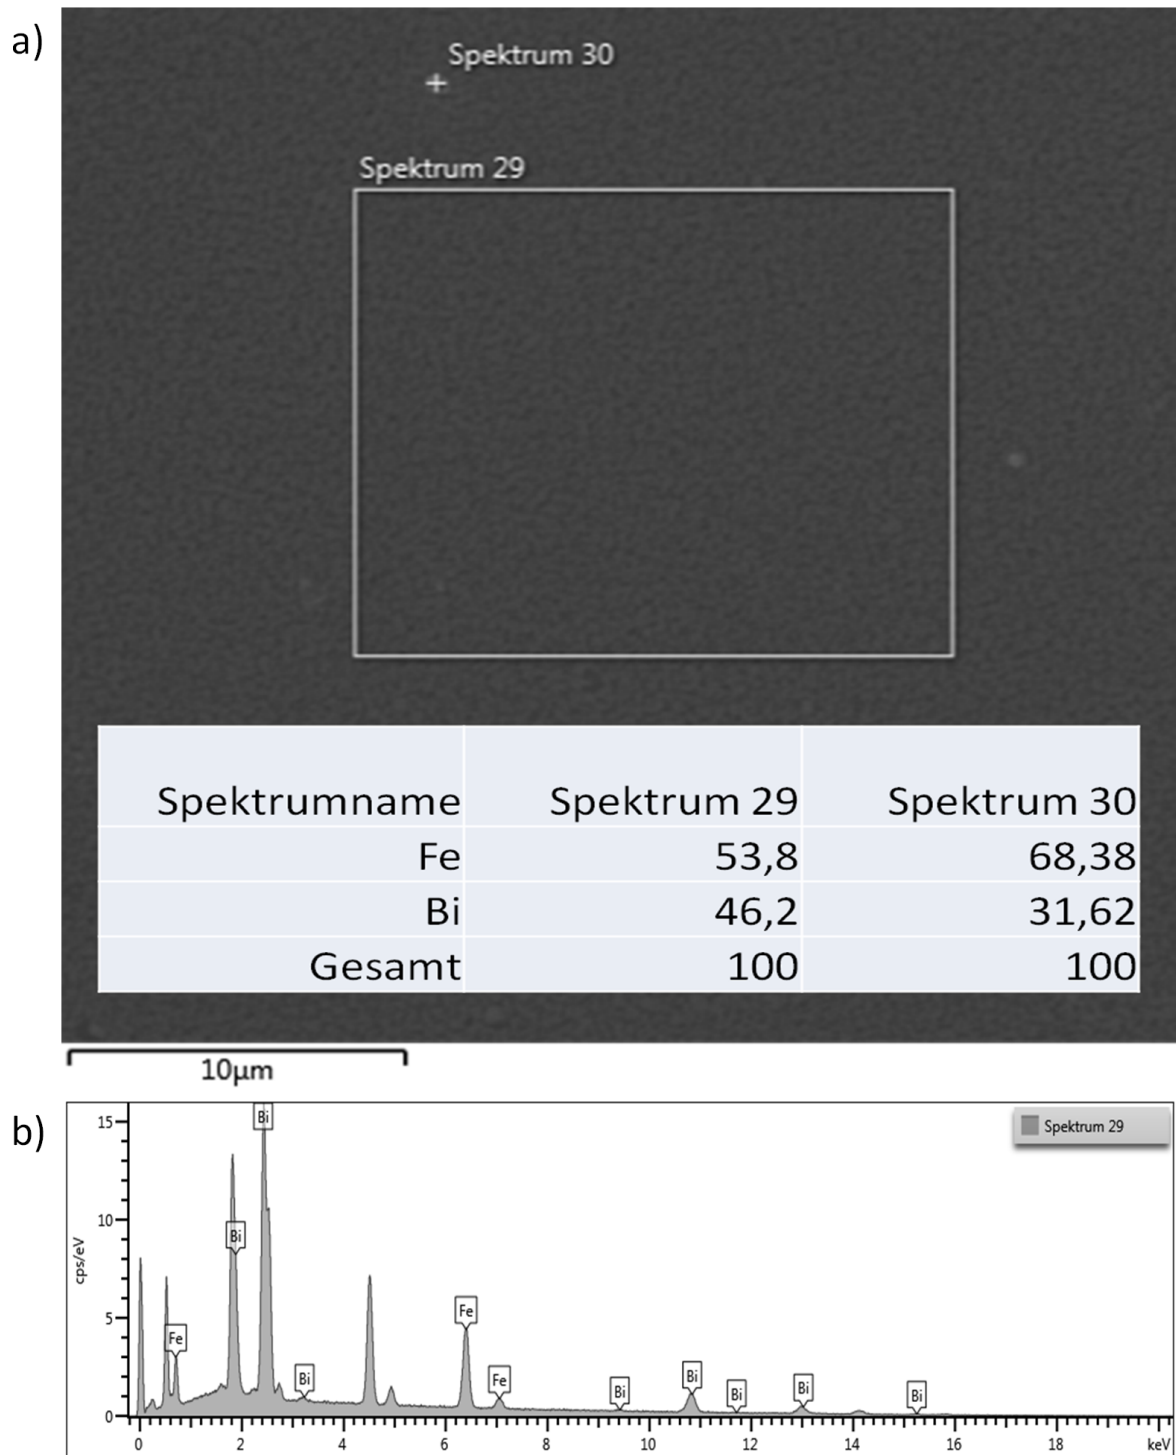 a)
Spektrum 30
Spektrum 29
Spektrumname Spektrum 29 Spektrum 30
Fe 53,8 68,38
Bi 46,2 31,62
Gesamt 100 100
10µm
b)
Spektrum 29
cps/eV
15
10
5
0
Bi
Bi
Fe
Bi
Fe
Fe
Bi
Bi
Bi
Bi
Bi
0 2 4 6 8 10 12 14 16 18 keV